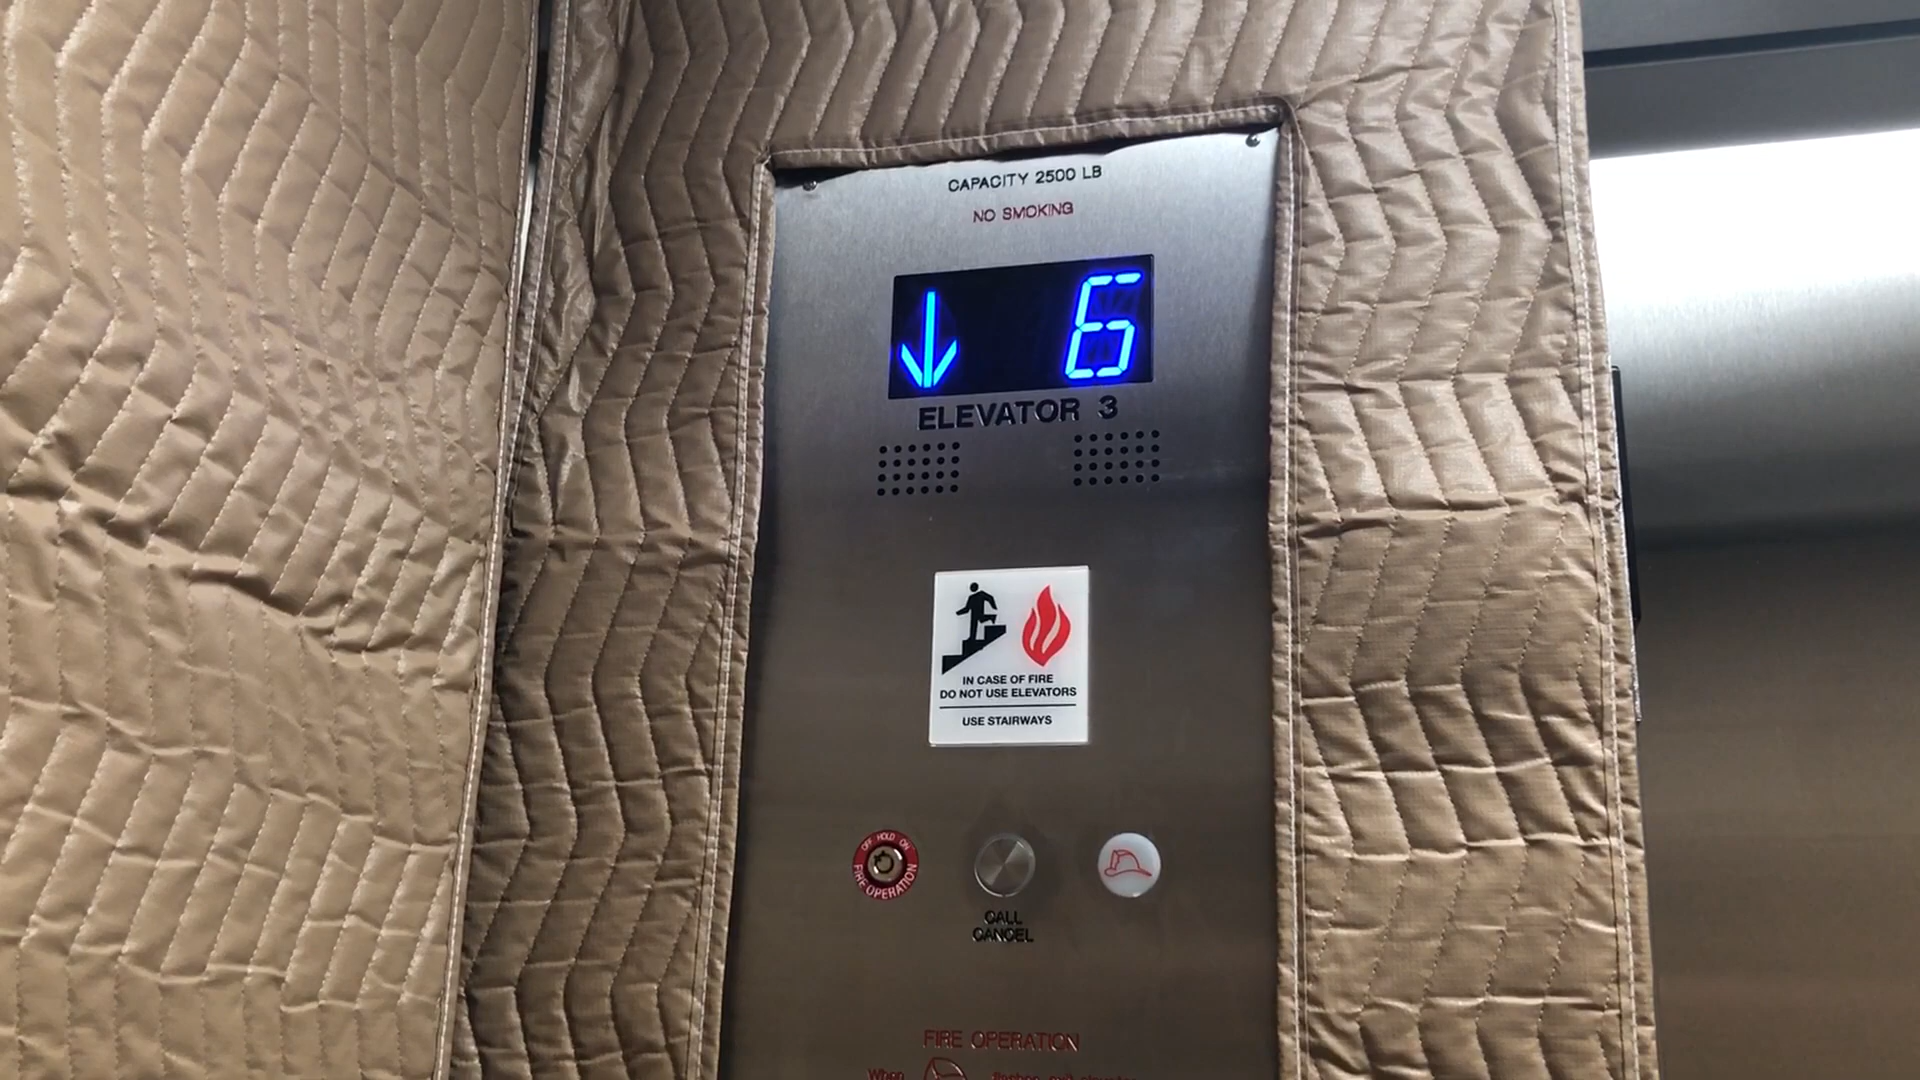 CAPACITY 2500 LB
NO SMOKING
6
ELEVATOR 3
IN CASE OF FIRE
DO NOT USE ELEVATORS
USE STAIRWAYS
OFF HOLD ON
FIRE OPERATION
CALL
CANCEL
FIRE OPERATION
When